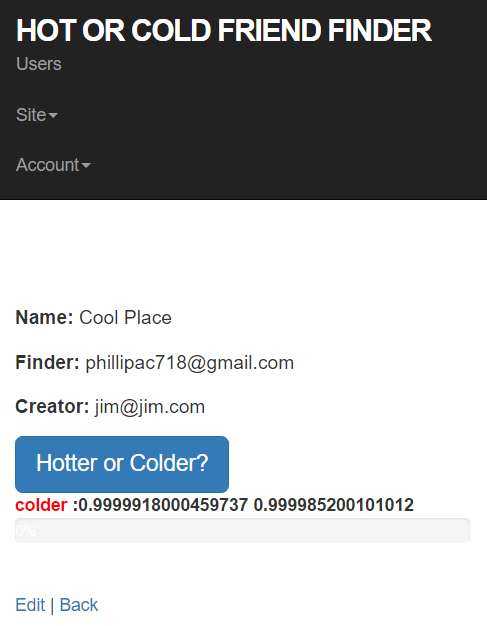 HOT OR COLD FRIEND FINDER
Users
Site
Account
Name: Cool Place
Finder: phillipac718@gmail.com
Creator: jim@jim.com
Hotter or Colder?
colder :0.9999918000459737 0.999985200101012
0%
Edit | Back